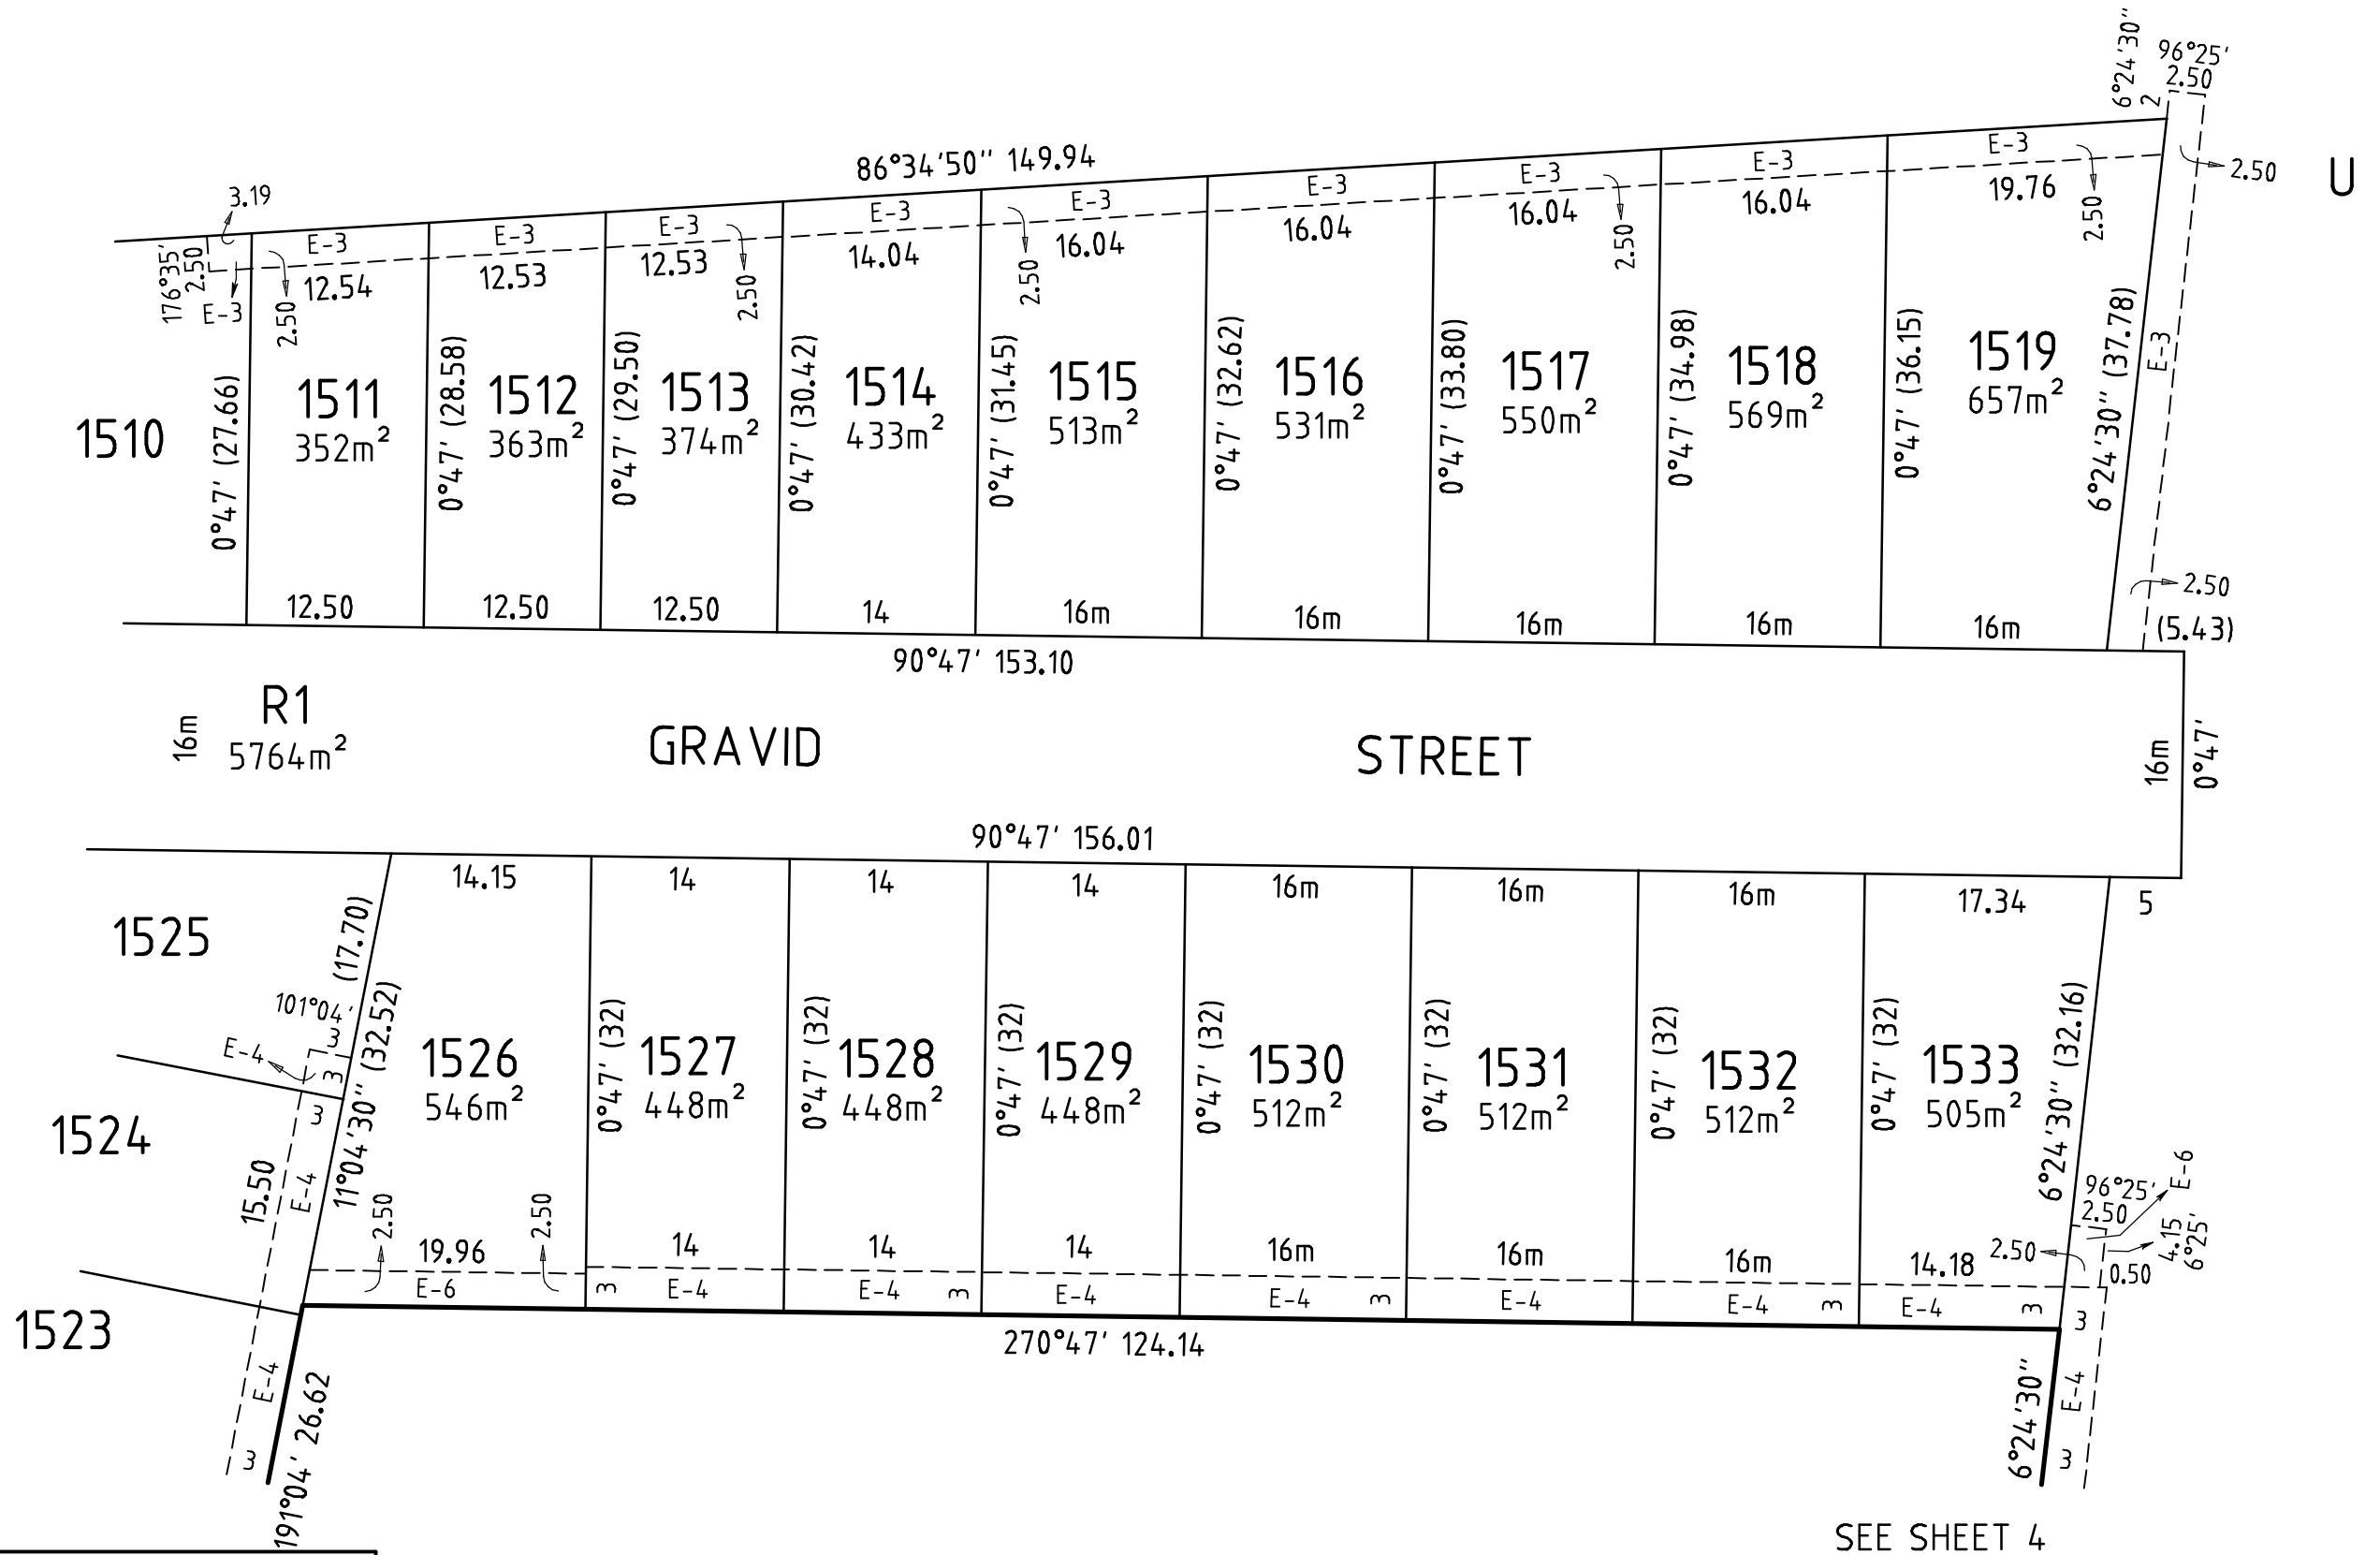 6°24'30" 96°25'
2 2.50
86°34'50" 149.94
2.50 U
3.19
E-3 E-3 E-3 E-3 E-3 E-3 E-3 E-3 E-3
176°35' 2.50 E-3
12.54 12.53 12.53 14.04 16.04 16.04 16.04 16.04 19.76
2.50 2.50 2.50 2.50 2.50
1510
0°47' (27.66)
1511
352m²
0°47' (28.58)
1512
363m²
0°47' (29.50)
1513
374m²
0°47' (30.42)
1514
433m²
0°47' (31.45)
1515
513m²
0°47' (32.62)
1516
531m²
0°47' (33.80)
1517
550m²
0°47' (34.98)
1518
569m²
0°47' (36.15)
1519
657m²
6°24'30" (37.78)
E-3
2.50
12.50 12.50 12.50 14 16m 16m 16m 16m 16m (5.43)
90°47' 153.10
R1
16m 5764m²
GRAVID STREET
16m 0°47'
90°47' 156.01
14.15 14 14 14 16m 16m 16m 17.34 5
1525
(17.70)
101°04'
3
E-4 3
11°04'30" (32.52)
1526
546m²
0°47' (32)
1527
448m²
0°47' (32)
1528
448m²
0°47' (32)
1529
448m²
0°47' (32)
1530
512m²
0°47' (32)
1531
512m²
0°47' (32)
1532
512m²
0°47' (32)
1533
505m²
6°24'30" (32.16)
1524
3
15.50 E-4
2.50 2.50
96°25'
2.50 E-6
4.15
6°25'
19.96 14 14 14 16m 16m 16m 14.18 2.50 0.50
E-6 3 E-4 E-4 3 E-4 E-4 3 E-4 E-4 3 E-4 3 3
1523
270°47' 124.14
E-4
3
191°04' 26.62
6°24'30" E-4
3
SEE SHEET 4